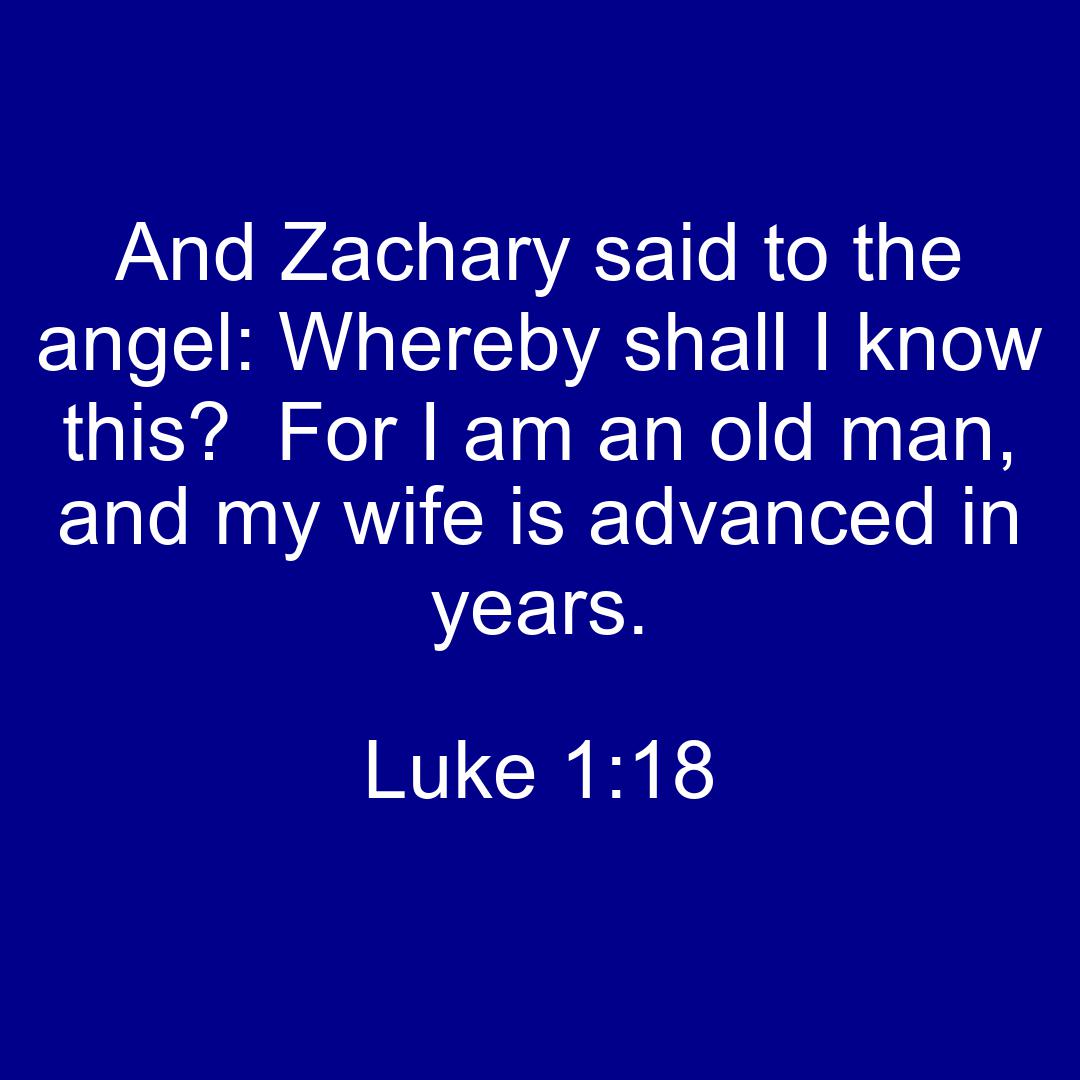 And Zachary said to the
angel: Whereby shall I know
this?  For I am an old man,
and my wife is advanced in
years.
Luke 1:18